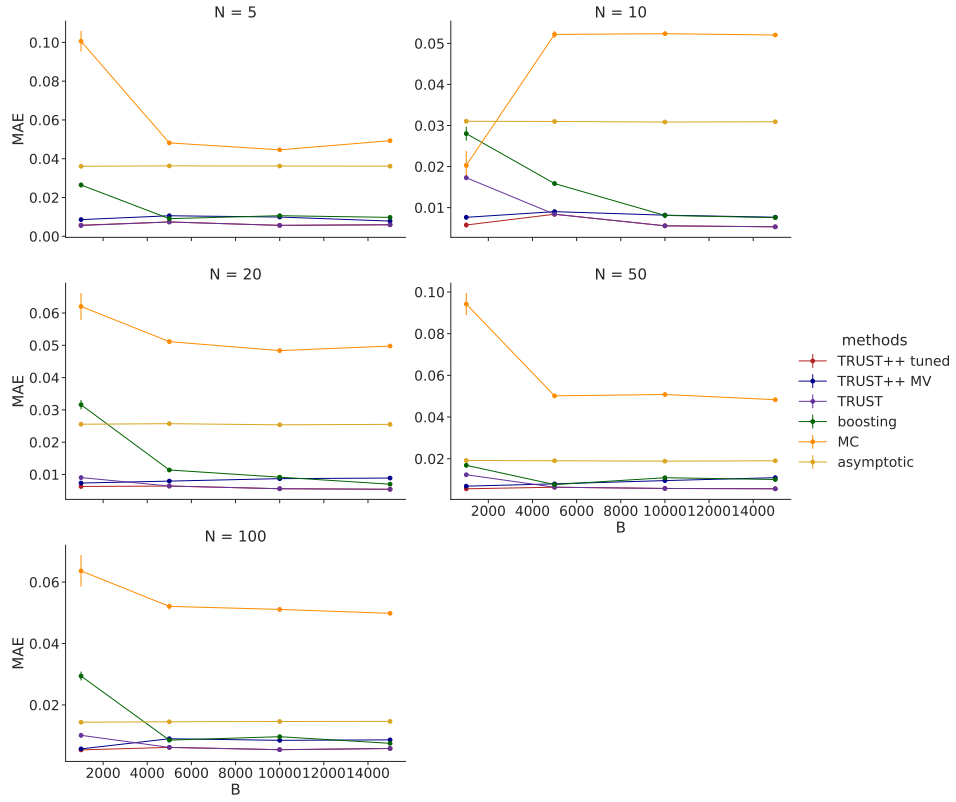 N = 5
N = 10
0.10
0.08
0.06
0.04
0.02
0.00
MAE
0.05
0.04
0.03
0.02
0.01
N = 20
N = 50
0.06
0.05
0.04
0.03
0.02
0.01
MAE
0.10
0.08
0.06
0.04
0.02
2000 4000 6000 8000 10000 12000 14000
B
methods
TRUST++ tuned
TRUST++ MV
TRUST
boosting
MC
asymptotic
N = 100
0.06
0.04
0.02
MAE
2000 4000 6000 8000 10000 12000 14000
B